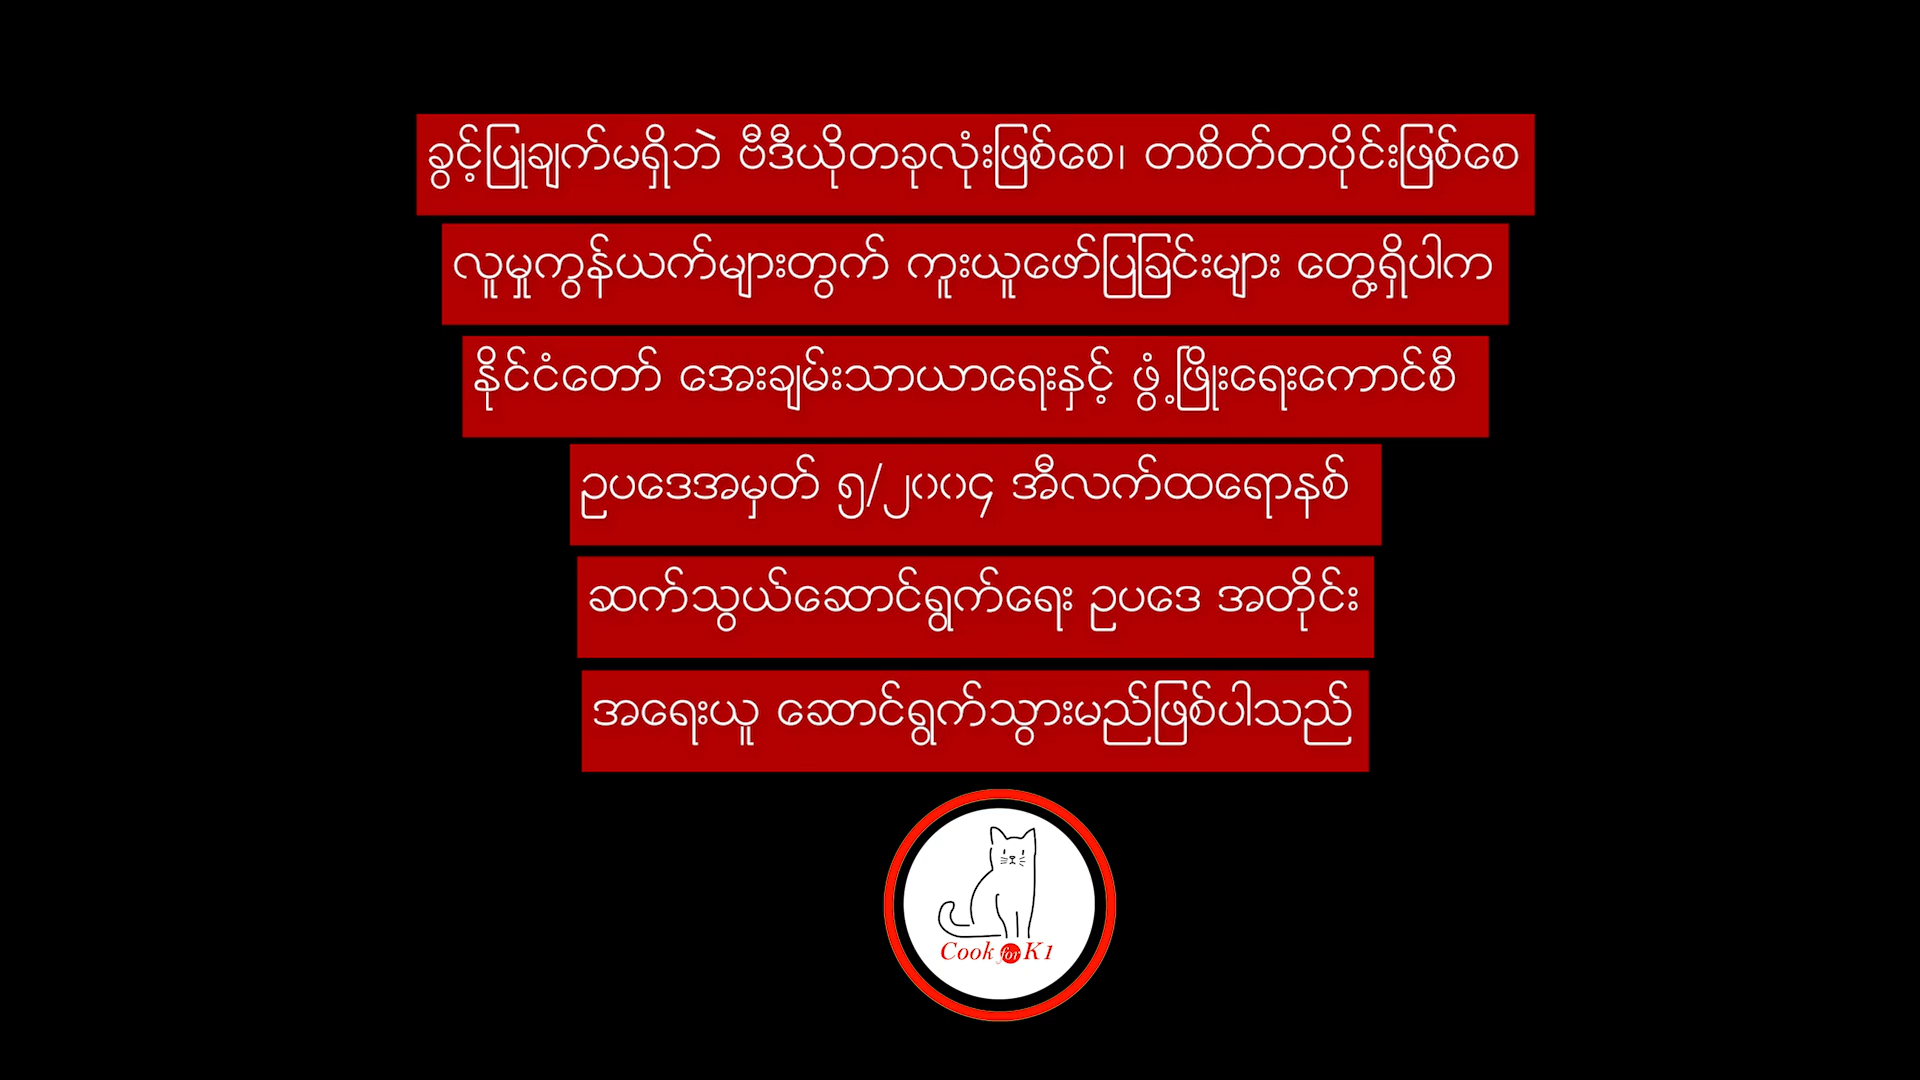 ခွင့်ပြုချက်မရှိဘဲ ဗီဒီယိုတခုလုံးဖြစ်စေ၊ တစိတ်တပိုင်းဖြစ်စေ
လူမှုကွန်ယက်များတွက် ကူးယူဖော်ပြခြင်းများ တွေ့ရှိပါက
နိုင်ငံတော် အေးချမ်းသာယာရေးနှင့် ဖွံ့ဖြိုးရေးကောင်စီ
ဥပဒေအမှတ် ၅/၂၀၀၄ အီလက်ထရောနစ်
ဆက်သွယ်ဆောင်ရွက်ရေး ဥပဒေ အတိုင်း
အရေးယူ ဆောင်ရွက်သွားမည်ဖြစ်ပါသည်
Cook for K1